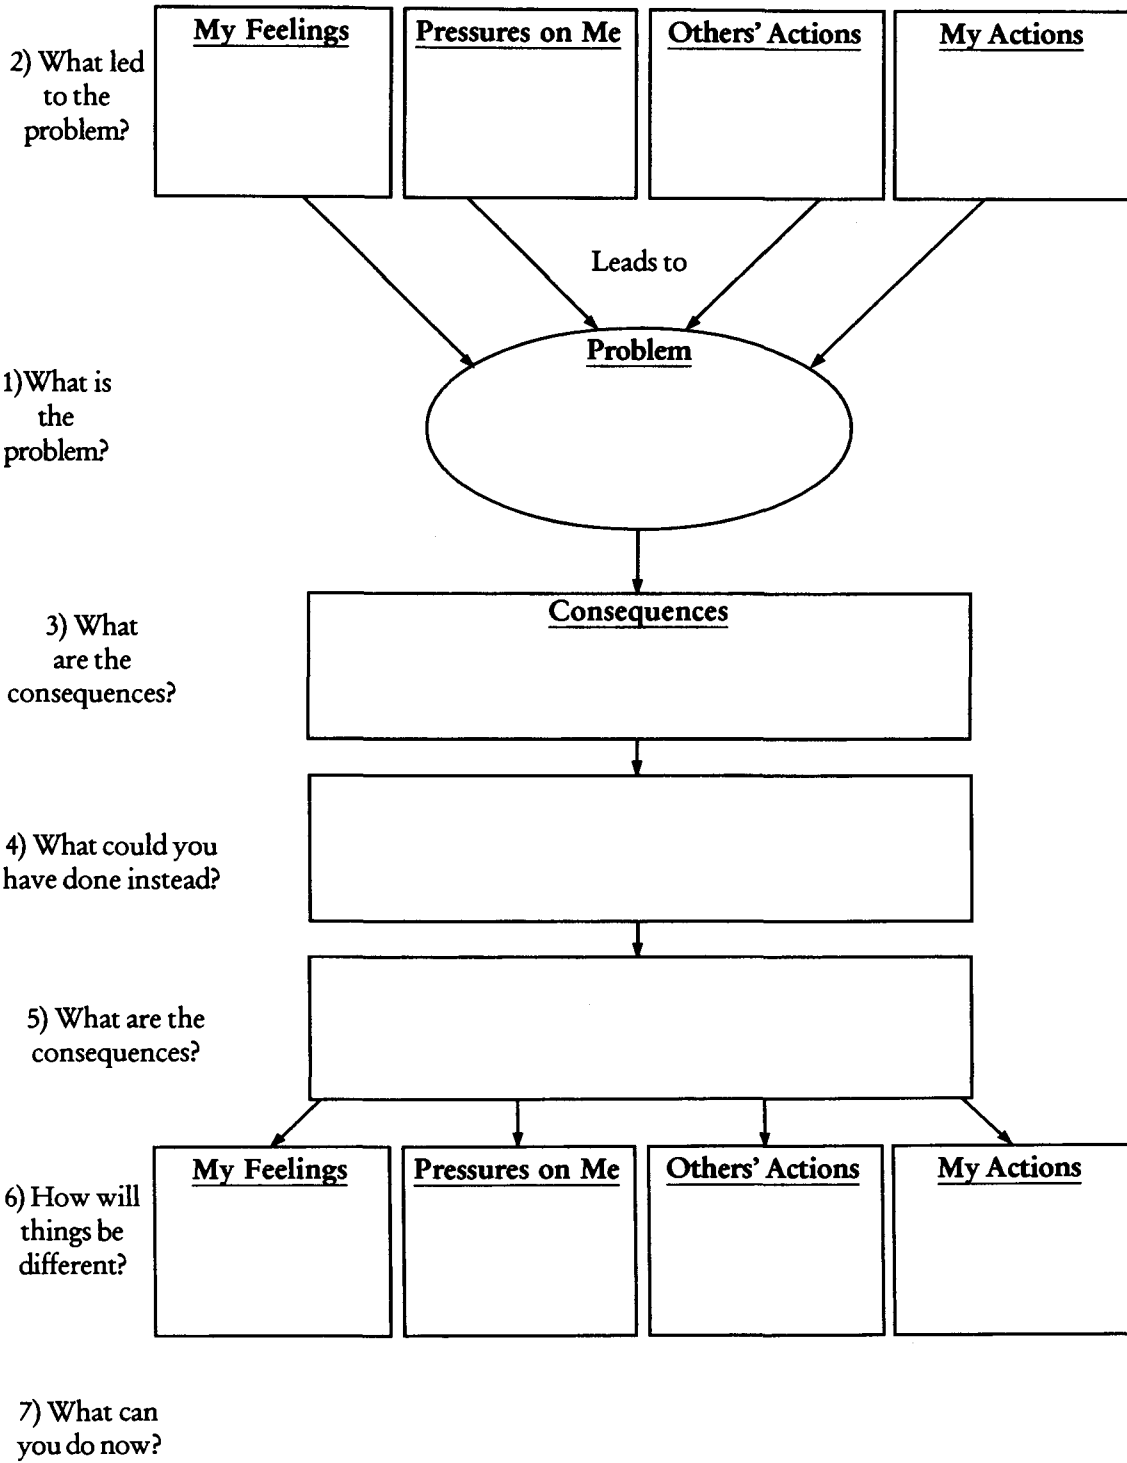 My Feelings
Pressures on Me
Others' Actions
My Actions
2) What led
to the
problem?
Leads to
Problem
1)What is
the
problem?
Consequences
3) What
are the
consequences?
4) What could you
have done instead?
5) What are the
consequences?
My Feelings
Pressures on Me
Others' Actions
My Actions
6) How will
things be
different?
7) What can
you do now?